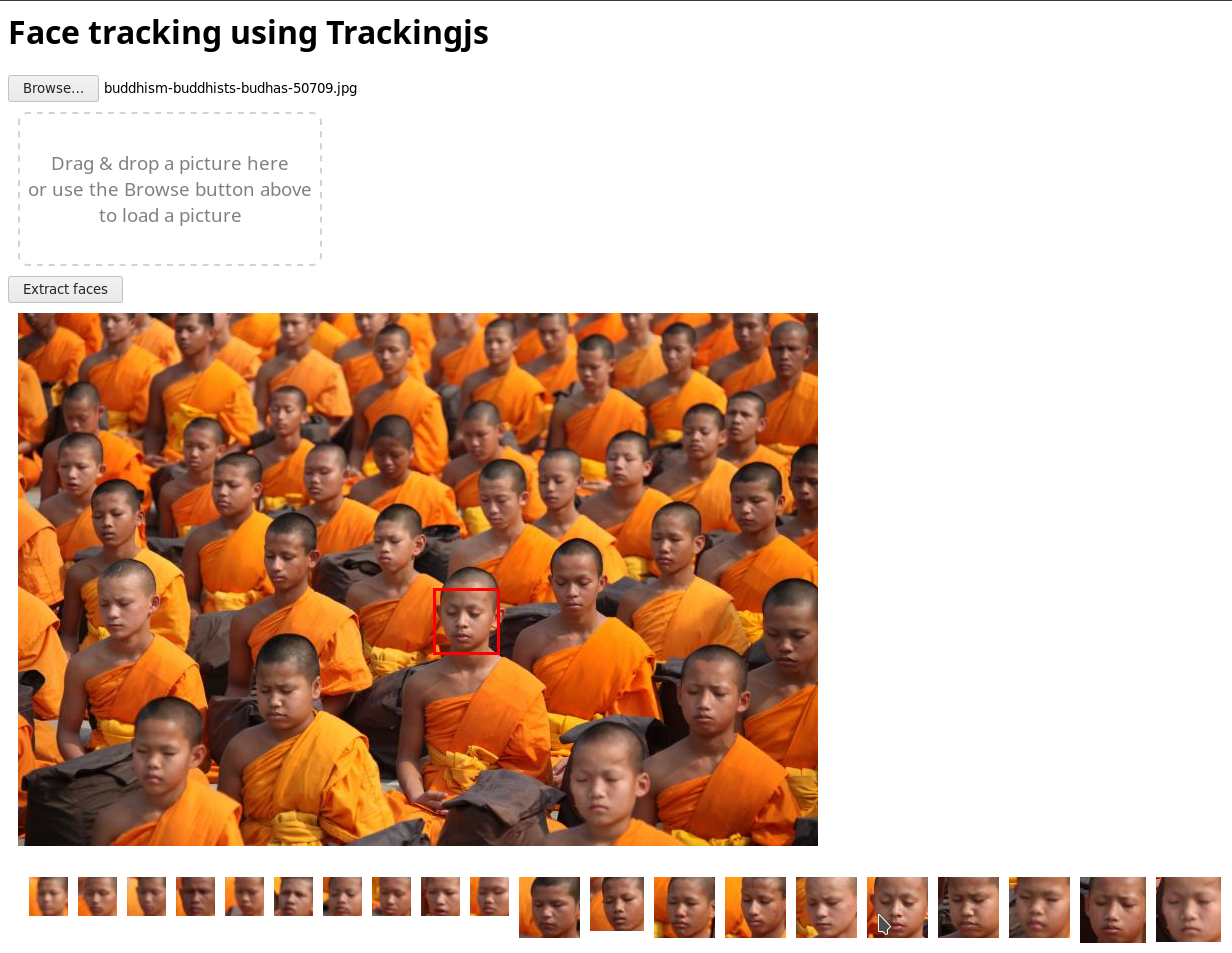 Face tracking using Trackingjs
Browse... buddhism-buddhists-budhas-50709.jpg
Drag & drop a picture here
or use the Browse button above
to load a picture
Extract faces